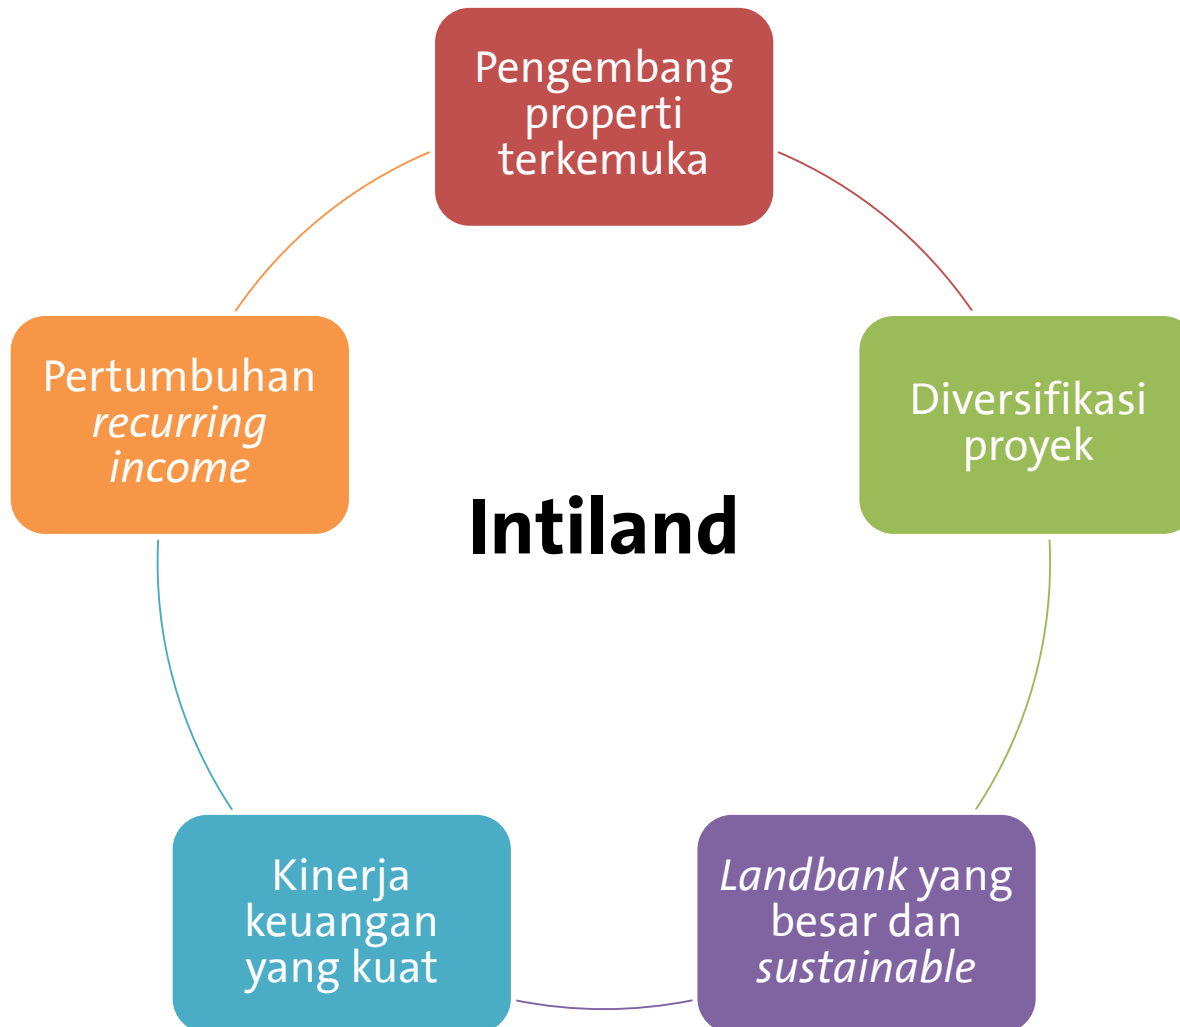 Pengembang
properti
terkemuka
Pertumbuhan
recurring
income
Diversifikasi
proyek
Intiland
Kinerja
keuangan
yang kuat
Landbank yang
besar dan
sustainable